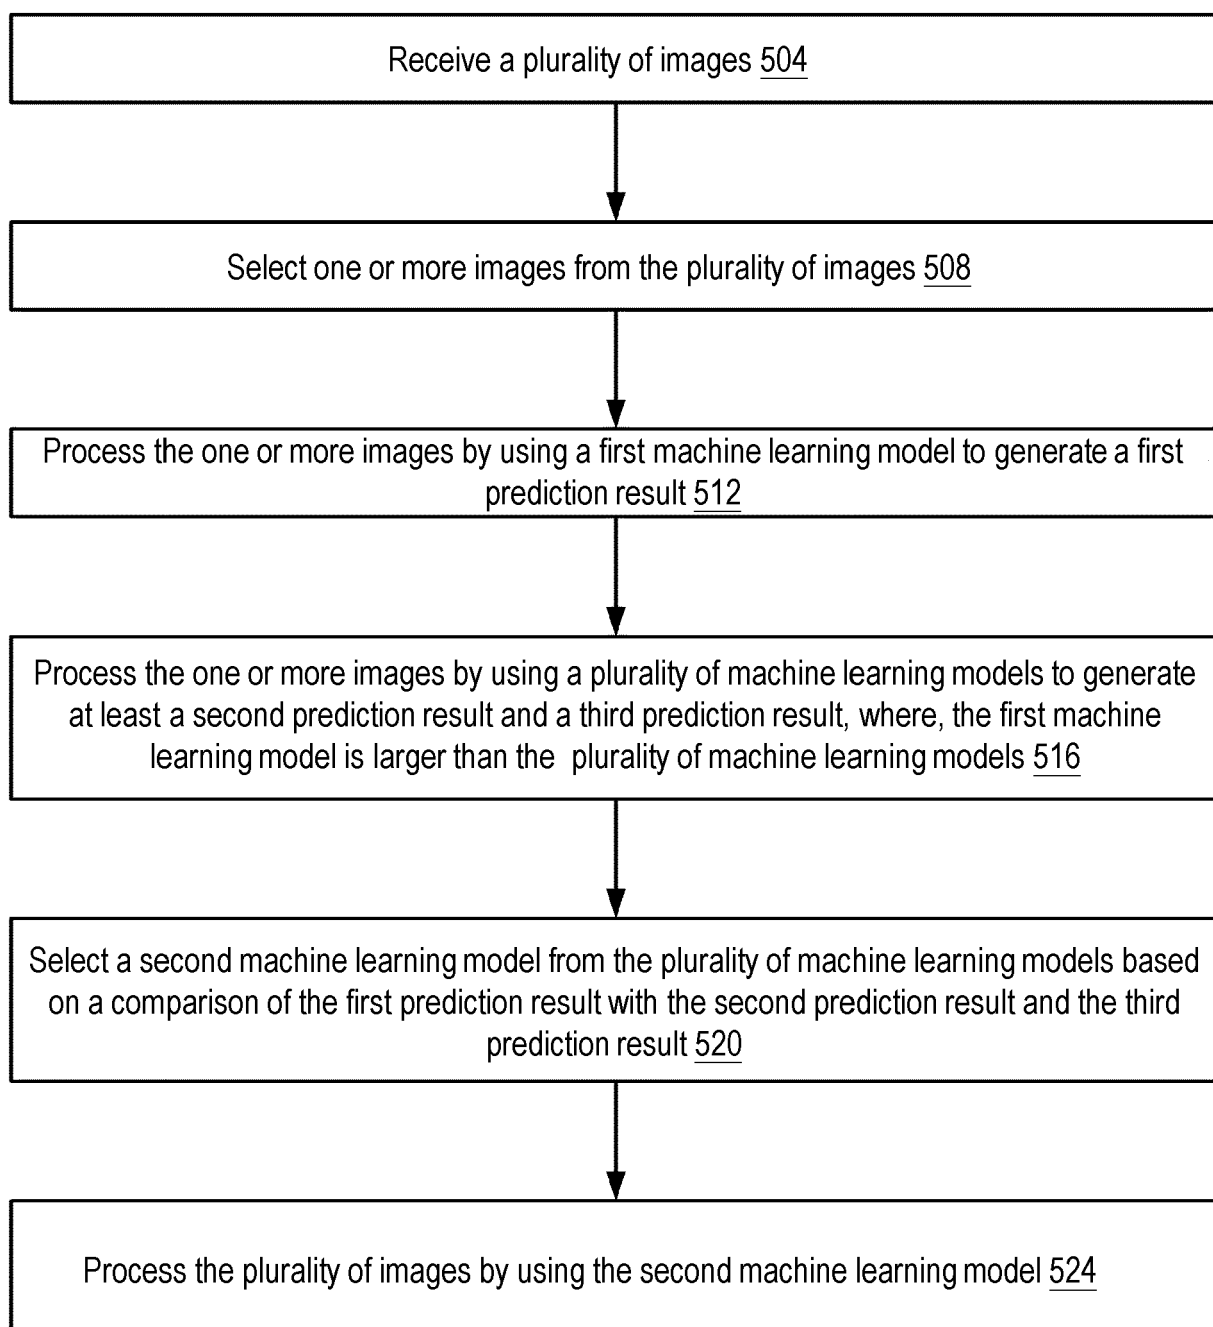 Receive a plurality of images 504
Select one or more images from the plurality of images 508
Process the one or more images by using a first machine learning model to generate a first
prediction result 512
Process the one or more images by using a plurality of machine learning models to generate
at least a second prediction result and a third prediction result, where, the first machine
learning model is larger than the plurality of machine learning models 516
Select a second machine learning model from the plurality of machine learning models based
on a comparison of the first prediction result with the second prediction result and the third
prediction result 520
Process the plurality of images by using the second machine learning model 524